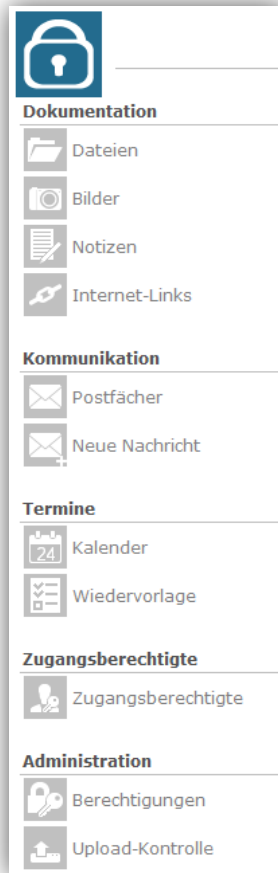 Dokumentation
Dateien
Bilder
Notizen
Internet-Links
Kommunikation
Postfächer
Neue Nachricht
Termine
24
Kalender
Wiedervorlage
Zugangsberechtigte
Zugangsberechtigte
Administration
Berechtigungen
Upload-Kontrolle